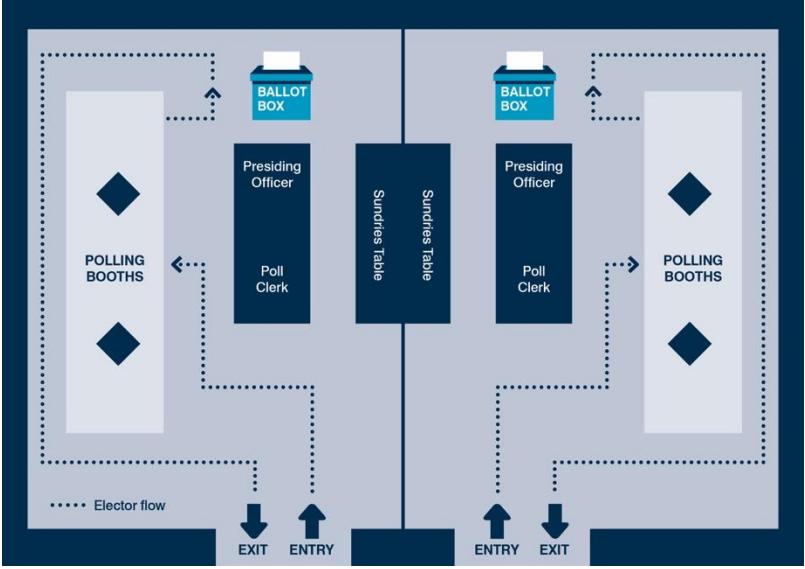 BALLOT
BOX
Presiding
Officer
Poll
Clerk
POLLING
BOOTHS
Sundries Table
Elector flow
EXIT
ENTRY
BALLOT
BOX
Sundries Table
Presiding
Officer
Poll
Clerk
POLLING
BOOTHS
ENTRY
EXIT